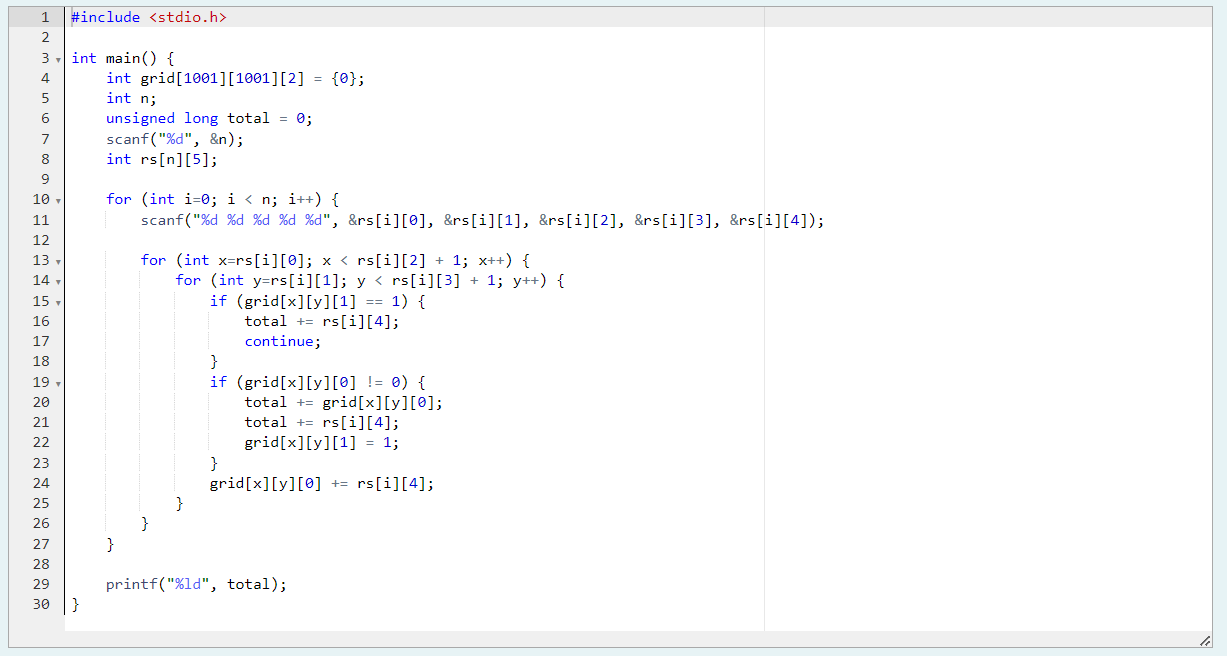 1 #include <stdio.h>
2
3 int main() {
4     int grid[1001][1001][2] = {0};
5     int n;
6     unsigned long total = 0;
7     scanf("%d", &n);
8     int rs[n][5];
9
10     for (int i=0; i < n; i++) {
11         scanf("%d %d %d %d %d", &rs[i][0], &rs[i][1], &rs[i][2], &rs[i][3], &rs[i][4]);
12
13         for (int x=rs[i][0]; x < rs[i][2] + 1; x++) {
14             for (int y=rs[i][1]; y < rs[i][3] + 1; y++) {
15                 if (grid[x][y][1] == 1) {
16                     total += rs[i][4];
17                     continue;
18                 }
19                 if (grid[x][y][0] != 0) {
20                     total += grid[x][y][0];
21                     total += rs[i][4];
22                     grid[x][y][1] = 1;
23                 }
24                 grid[x][y][0] += rs[i][4];
25             }
26         }
27     }
28
29     printf("%ld", total);
30 }